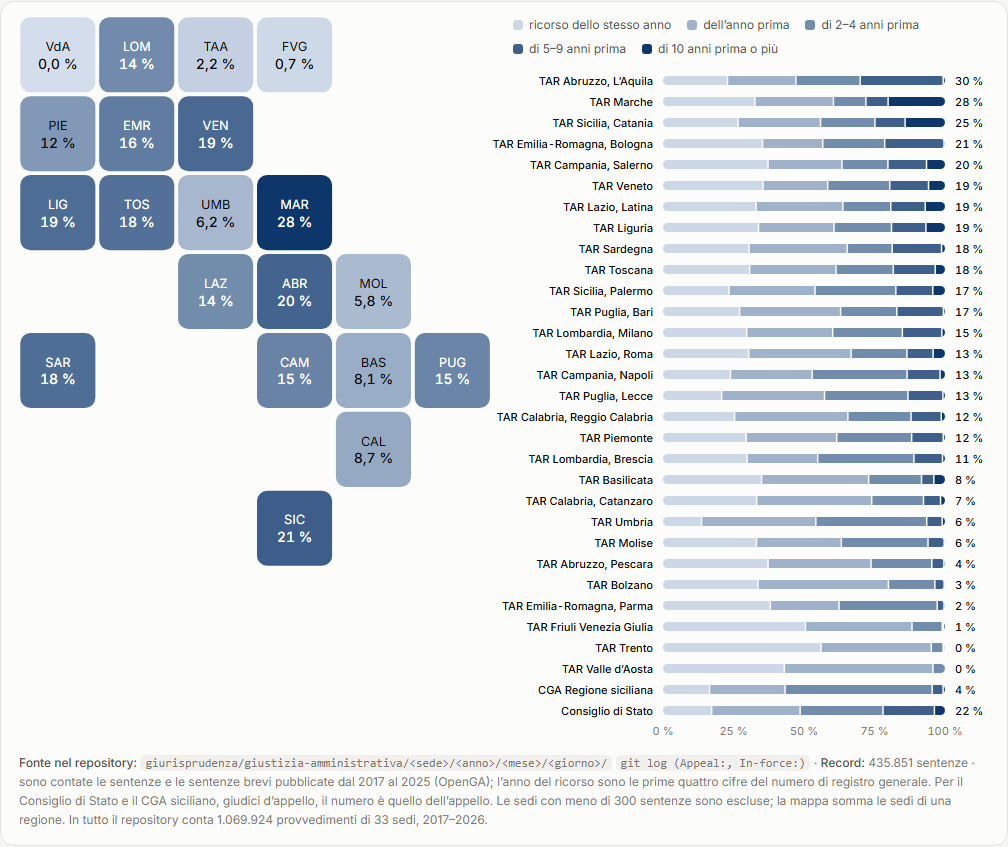 VdA
0,0 %
LOM
14 %
TAA
2,2 %
FVG
0,7 %
PIE
12 %
EMR
16 %
VEN
19 %
LIG
19 %
TOS
18 %
UMB
6,2 %
MAR
28 %
LAZ
14 %
ABR
20 %
MOL
5,8 %
SAR
18 %
CAM
15 %
BAS
8,1 %
PUG
15 %
CAL
8,7 %
SIC
21 %
ricorso dello stesso anno dell’anno prima di 2–4 anni prima
di 5–9 anni prima di 10 anni prima o più
TAR Abruzzo, L’Aquila 30 %
TAR Marche 28 %
TAR Sicilia, Catania 25 %
TAR Emilia-Romagna, Bologna 21 %
TAR Campania, Salerno 20 %
TAR Veneto 19 %
TAR Lazio, Latina 19 %
TAR Liguria 19 %
TAR Sardegna 18 %
TAR Toscana 18 %
TAR Sicilia, Palermo 17 %
TAR Puglia, Bari 17 %
TAR Lombardia, Milano 15 %
TAR Lazio, Roma 13 %
TAR Campania, Napoli 13 %
TAR Puglia, Lecce 13 %
TAR Calabria, Reggio Calabria 12 %
TAR Piemonte 12 %
TAR Lombardia, Brescia 11 %
TAR Basilicata 8 %
TAR Calabria, Catanzaro 7 %
TAR Umbria 6 %
TAR Molise 6 %
TAR Abruzzo, Pescara 4 %
TAR Bolzano 3 %
TAR Emilia-Romagna, Parma 2 %
TAR Friuli Venezia Giulia 1 %
TAR Trento 0 %
TAR Valle d’Aosta 0 %
CGA Regione siciliana 4 %
Consiglio di Stato 22 %
0 % 25 % 50 % 75 % 100 %
Fonte nel repository: giurisprudenza/giustizia-amministrativa/<sede>/<anno>/<mese>/<giorno>/ git log (Appeal:, In-force:) · Record: 435.851 sentenze ·
sono contate le sentenze e le sentenze brevi pubblicate dal 2017 al 2025 (OpenGA); l’anno del ricorso sono le prime quattro cifre del numero di registro generale. Per il
Consiglio di Stato e il CGA siciliano, giudici d’appello, il numero è quello dell’appello. Le sedi con meno di 300 sentenze sono escluse; la mappa somma le sedi di una
regione. In tutto il repository conta 1.069.924 provvedimenti di 33 sedi, 2017–2026.